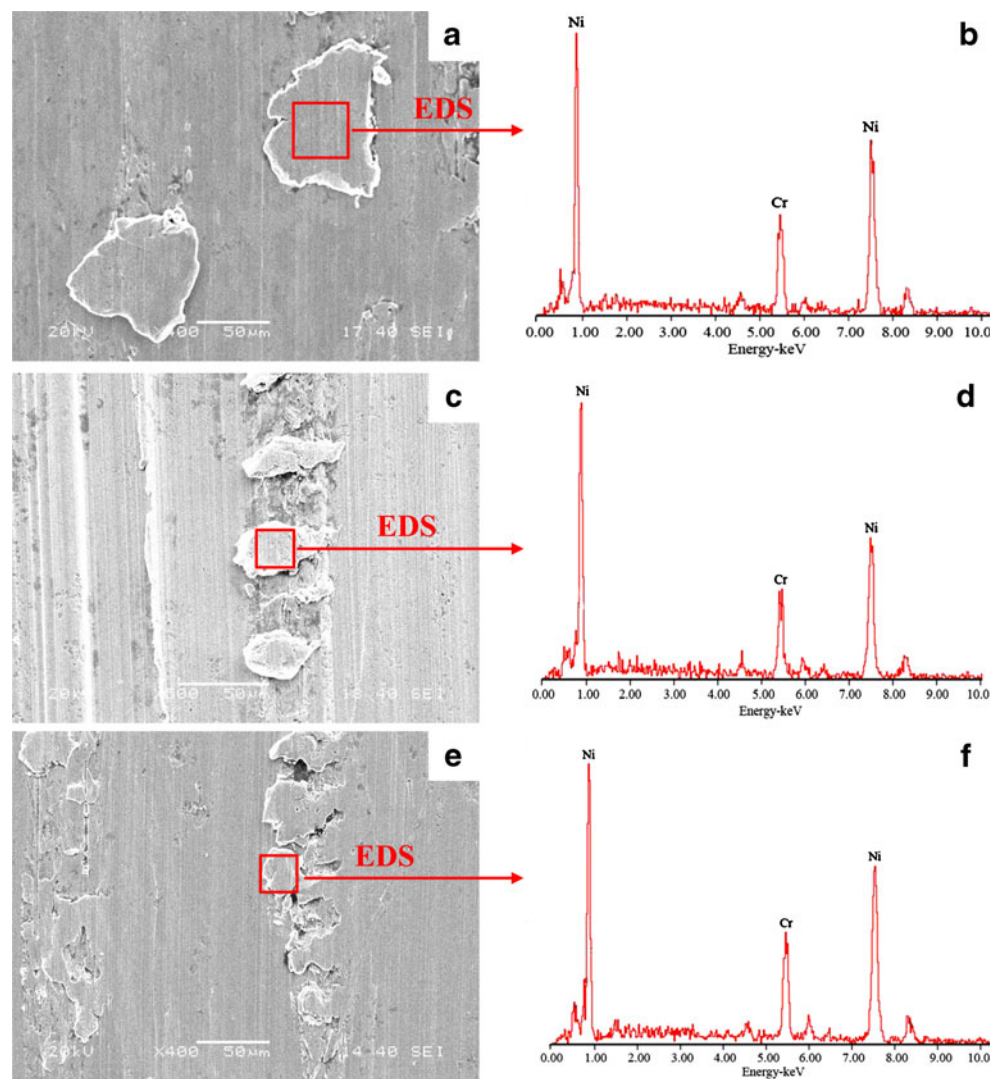 a
EDS
20kV X400 50μm 17 40 SEI
b
Ni
Cr
Ni
0.00 1.00 2.00 3.00 4.00 5.00 6.00 7.00 8.00 9.00 10.0
Energy-keV
c
EDS
50μm 18 40 SEI
d
Ni
Cr
Ni
0.00 1.00 2.00 3.00 4.00 5.00 6.00 7.00 8.00 9.00 10.0
Energy-keV
e
EDS
20kV X400 50μm 14 40 SEI
f
Ni
Cr
Ni
0.00 1.00 2.00 3.00 4.00 5.00 6.00 7.00 8.00 9.00 10.0
Energy-keV